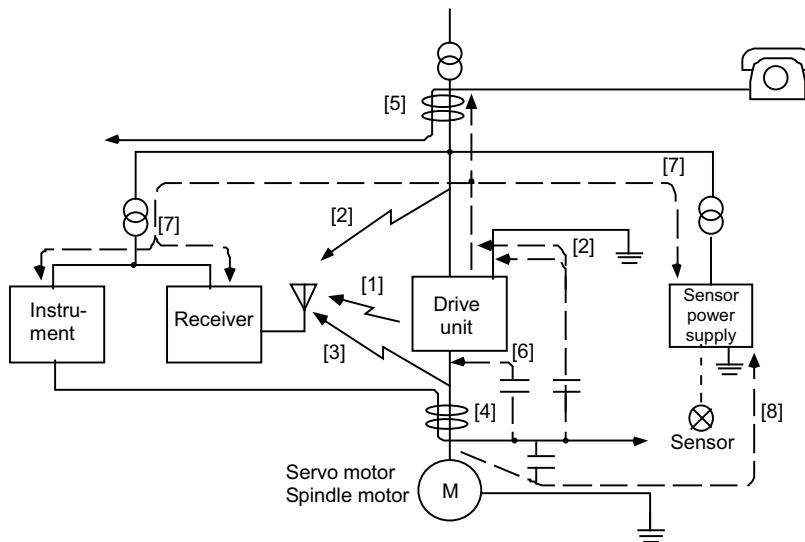 [5]
[7]
[7]
[2]
[2]
[1]
Instru-
ment
Receiver
Drive
unit
Sensor
power
supply
[3]
[6]
[4]
[8]
Sensor
Servo motor
Spindle motor
M